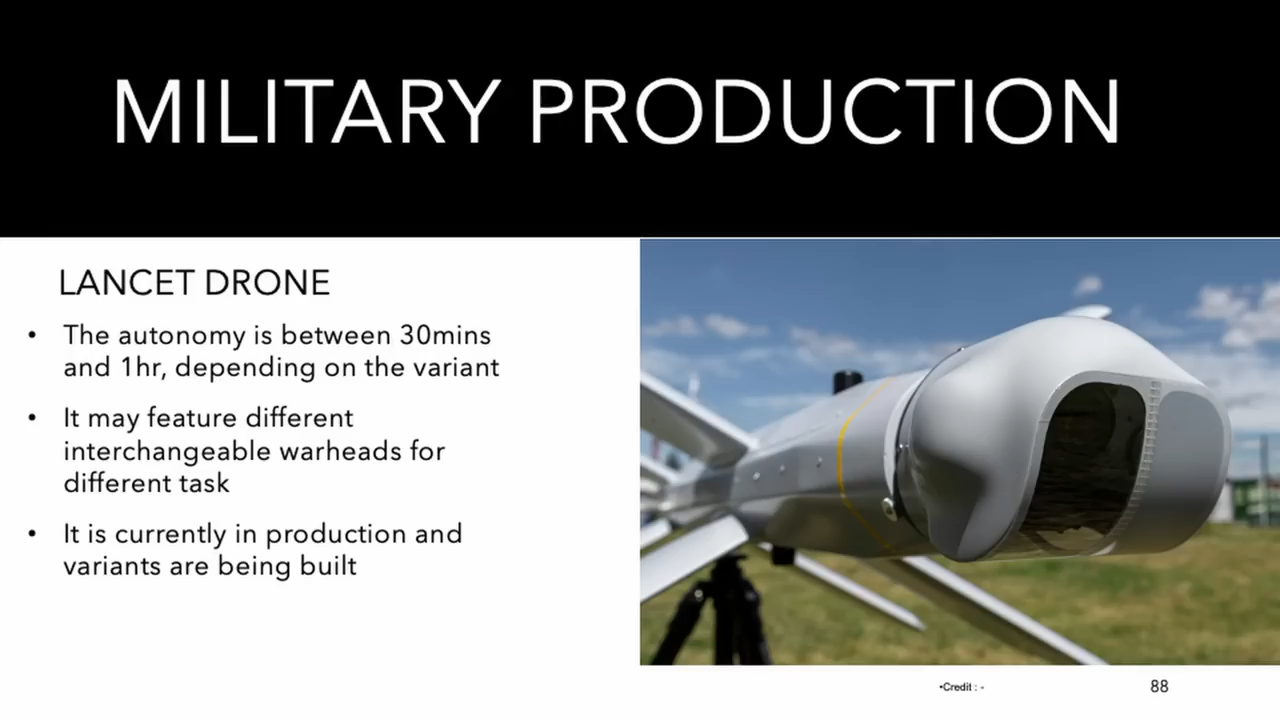 MILITARY PRODUCTION
LANCET DRONE
• The autonomy is between 30mins
and 1hr, depending on the variant
• It may feature different
interchangeable warheads for
different task
• It is currently in production and
variants are being built
•Credit : -
88